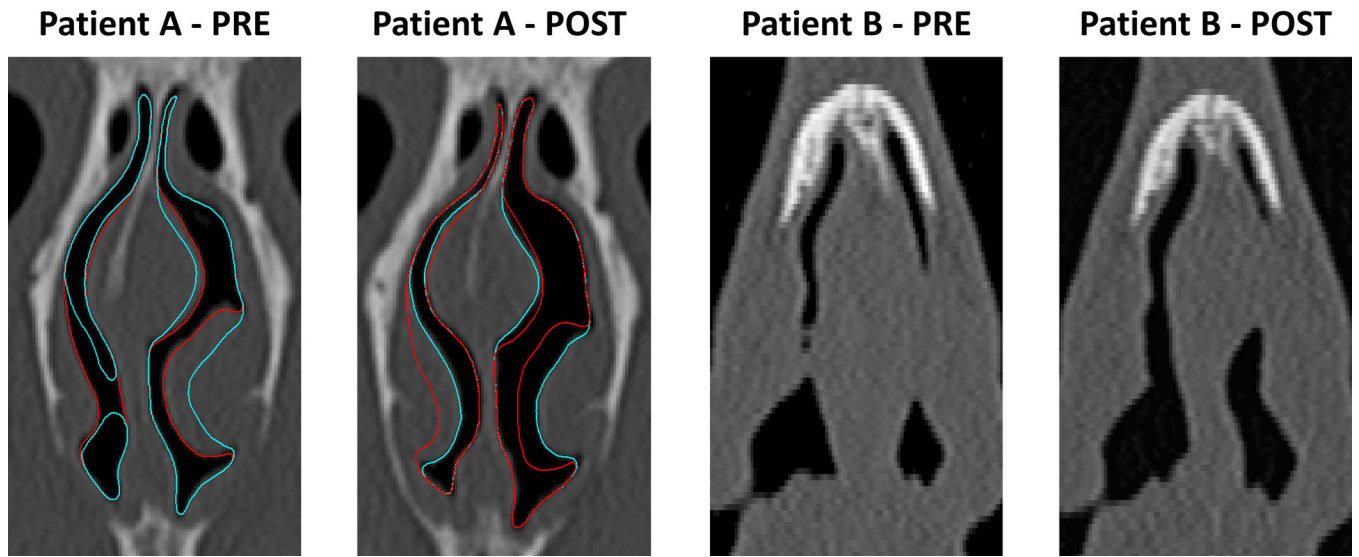 Patient A - PRE
Patient A - POST
Patient B - PRE
Patient B - POST